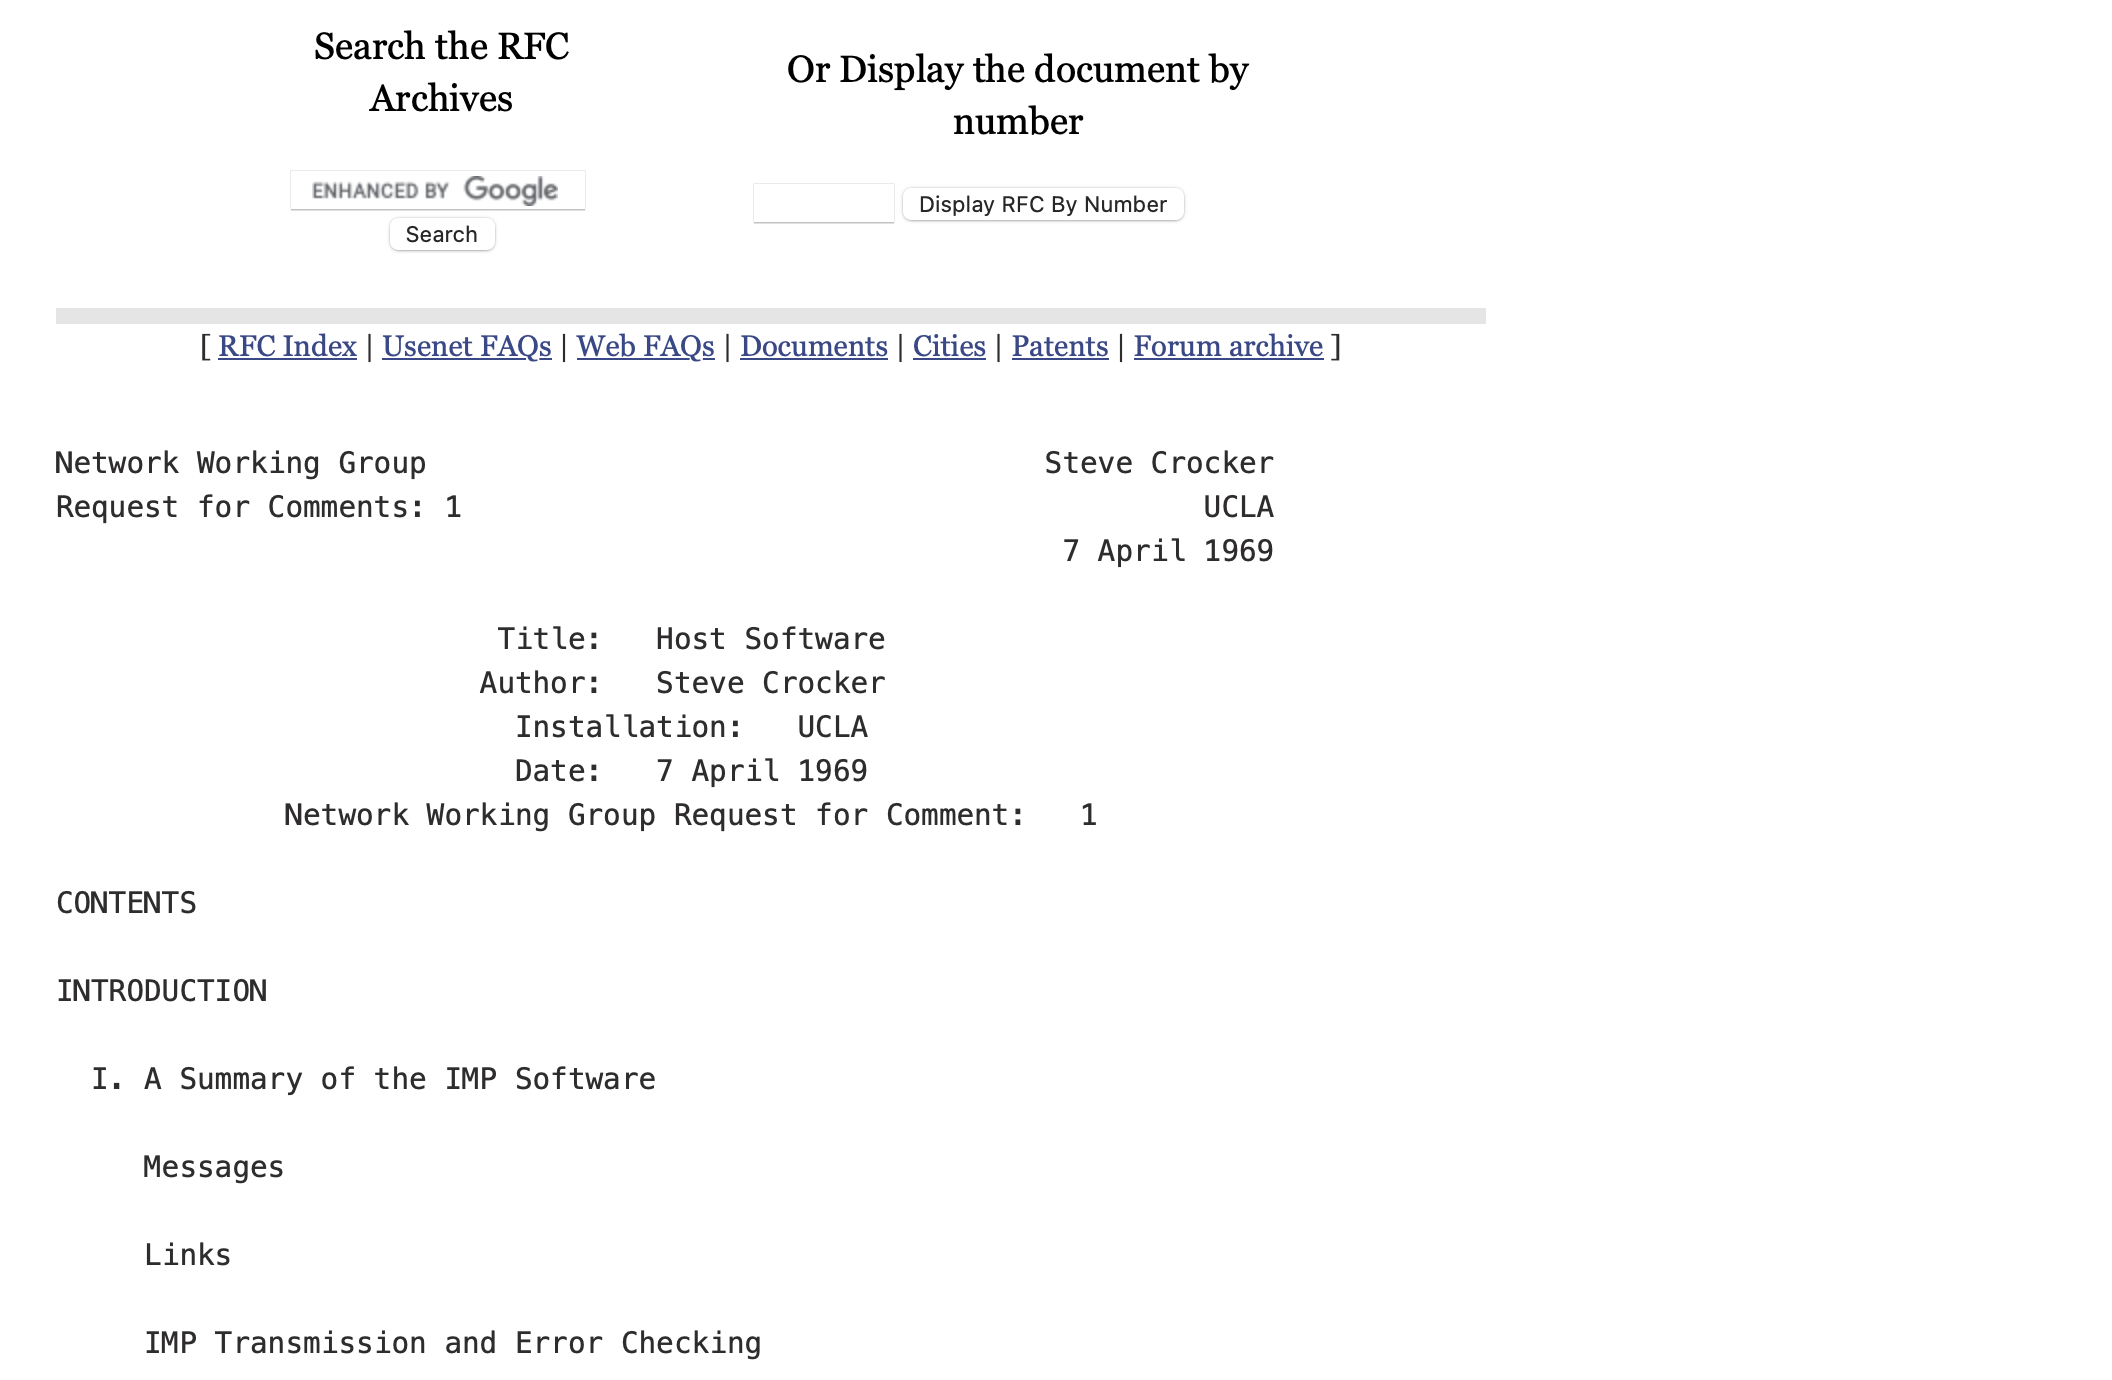 Search the RFC
Archives
Or Display the document by
number
ENHANCED BY Google
Search
Display RFC By Number
[ RFC Index | Usenet FAQs | Web FAQs | Documents | Cities | Patents | Forum archive ]
Network Working Group                                   Steve Crocker
Request for Comments: 1                                          UCLA
                                                         7 April 1969
                         Title:   Host Software
                        Author:   Steve Crocker
                          Installation:   UCLA
                          Date:   7 April 1969
             Network Working Group Request for Comment:   1
CONTENTS
INTRODUCTION
  I. A Summary of the IMP Software
     Messages
     Links
     IMP Transmission and Error Checking